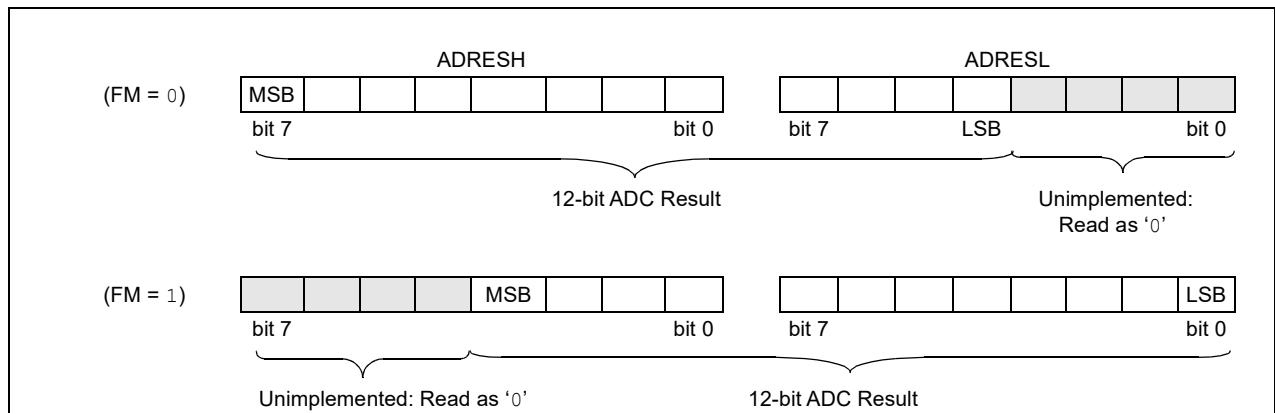 ADRESH ADRESL
(FM = 0) MSB
bit 7 bit 0 bit 7 LSB bit 0
12-bit ADC Result Unimplemented:
Read as ‘0’
(FM = 1) MSB LSB
bit 7 bit 0 bit 7 bit 0
Unimplemented: Read as ‘0’ 12-bit ADC Result